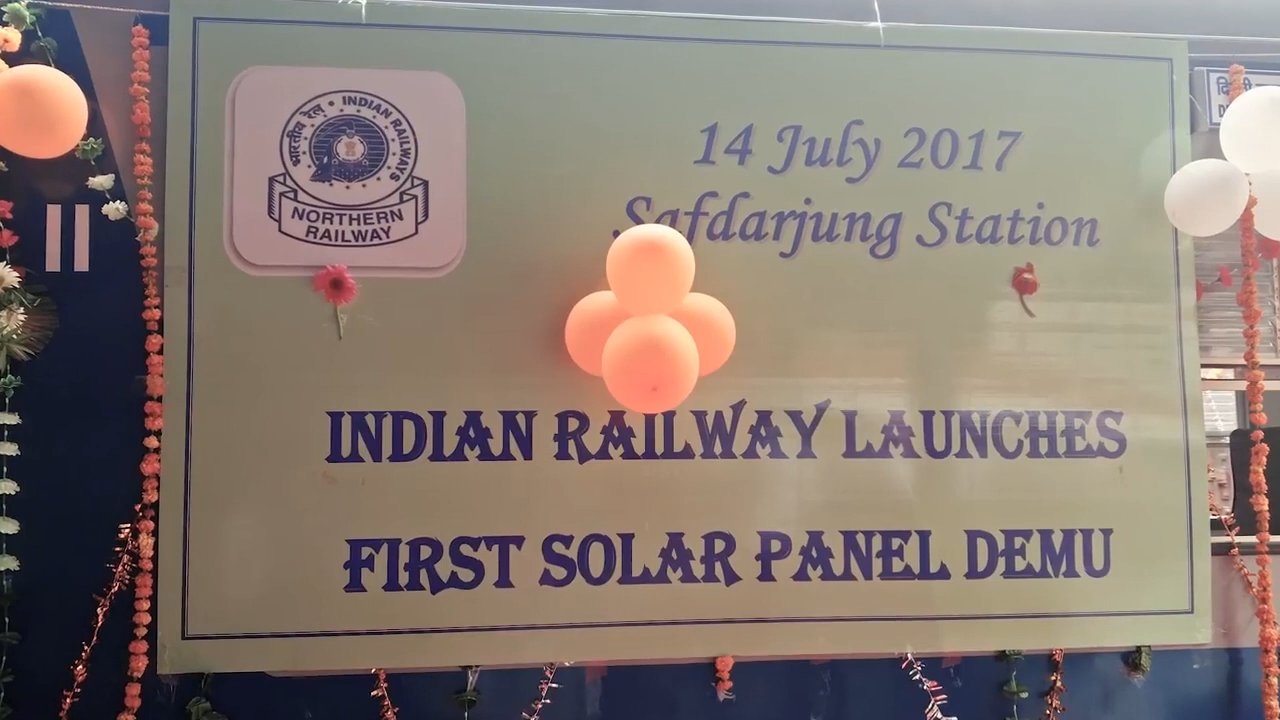 भारतीय रेल • INDIAN RAILWAYS
NORTHERN
RAILWAY
14 July 2017
Safdarjung Station
INDIAN RAILWAY LAUNCHES
FIRST SOLAR PANEL DEMU